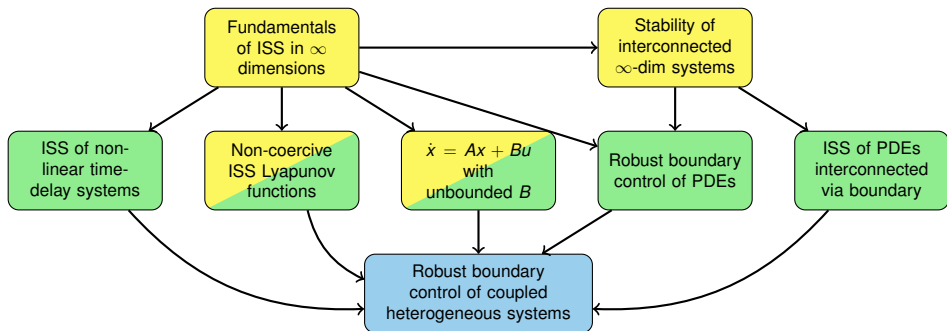 Fundamentals
of ISS in ∞
dimensions
Stability of
interconnected
∞-dim systems
ISS of non-
linear time-
delay systems
Non-coercive
ISS Lyapunov
functions
ẋ = Ax + Bu
with
unbounded B
Robust boundary
control of PDEs
ISS of PDEs
interconnected
via boundary
Robust boundary
control of coupled
heterogeneous systems